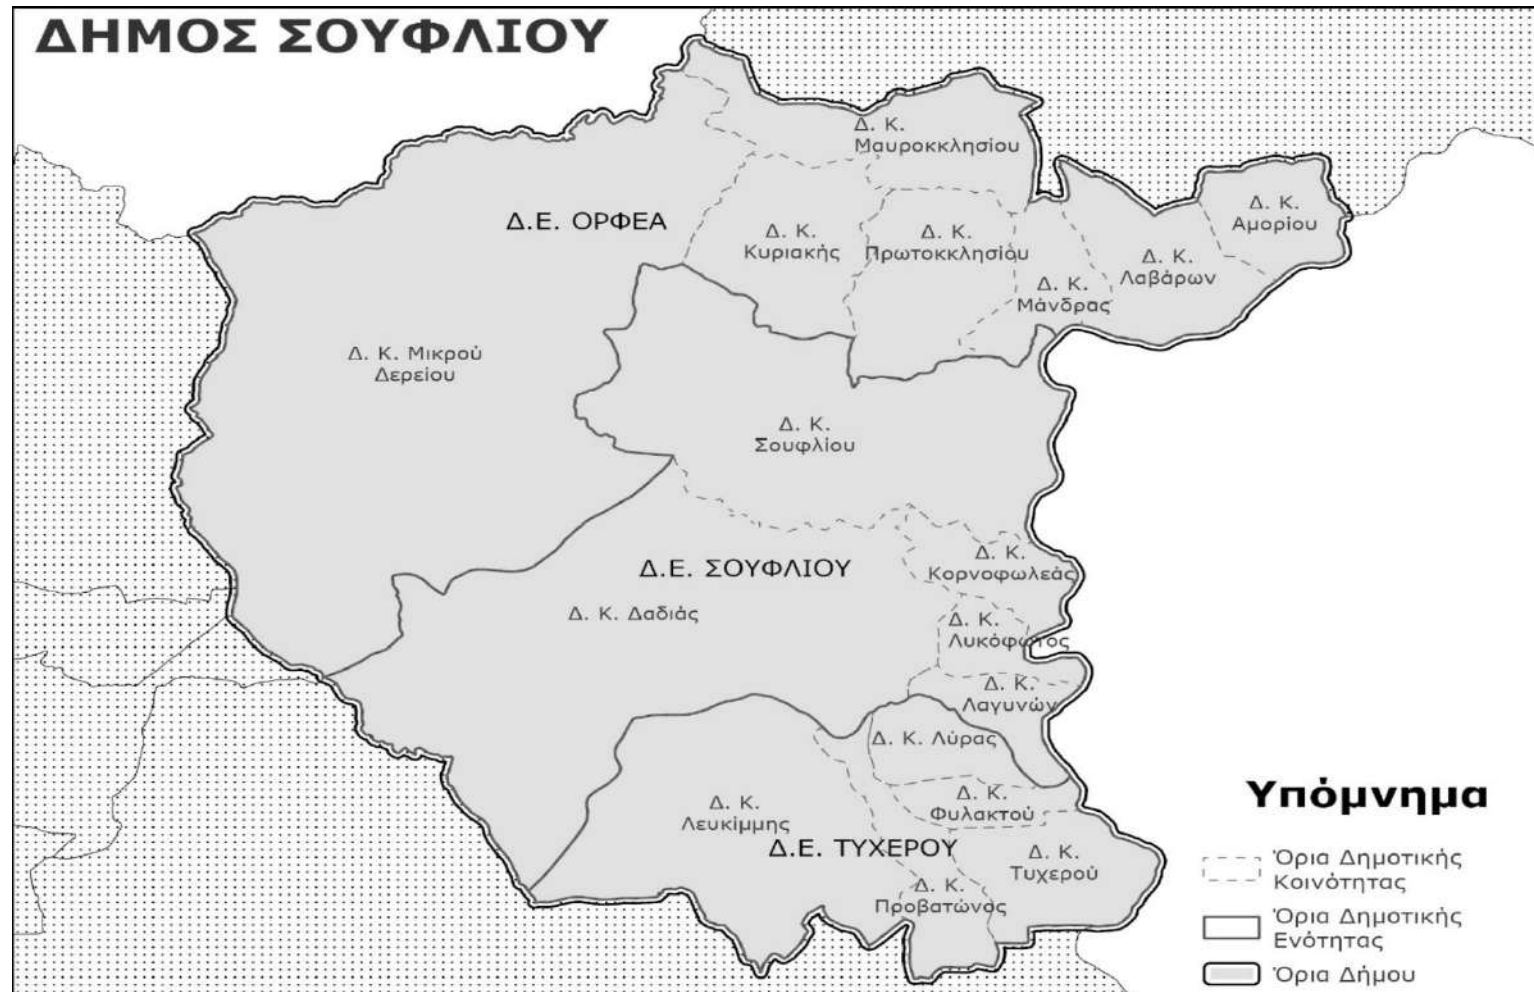 ΔΗΜΟΣ ΣΟΥΦΛΙΟΥ
Δ. Κ.
Μαυροκκλησίου
Δ.Ε. ΟΡΦΕΑ
Δ. Κ.
Κυριακής
Δ. Κ.
Πρωτοκκλησίου
Δ. Κ.
Μάνδρας
Δ. Κ.
Λαβάρων
Δ. Κ.
Αμορίου
Δ. Κ. Μικρού
Δερείου
Δ. Κ.
Σουφλίου
Δ.Ε. ΣΟΥΦΛΙΟΥ
Δ. Κ. Δαδιάς
Δ. Κ.
Κορνοφωλεάς
Δ. Κ.
Λυκόφωτος
Δ. Κ.
Λαγυνών
Δ. Κ. Λύρας
Δ. Κ.
Φυλακτού
Δ. Κ.
Λευκίμμης
Δ.Ε. ΤΥΧΕΡΟΥ
Δ. Κ.
Τυχερού
Δ. Κ.
Προβατώνος
Υπόμνημα
Όρια Δημοτικής
Κοινότητας
Όρια Δημοτικής
Ενότητας
Όρια Δήμου